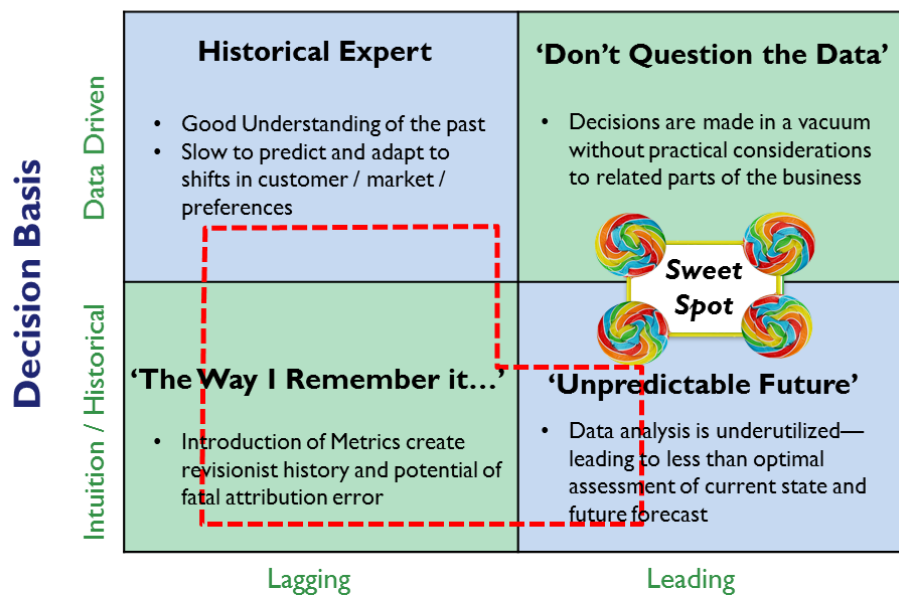 Decision Basis
Data Driven
Intuition / Historical
Historical Expert
• Good Understanding of the past
• Slow to predict and adapt to
shifts in customer / market /
preferences
‘Don’t Question the Data’
• Decisions are made in a vacuum
without practical considerations
to related parts of the business
Sweet
Spot
‘The Way I Remember it...’
• Introduction of Metrics create
revisionist history and potential of
fatal attribution error
‘Unpredictable Future’
• Data analysis is underutilized—
leading to less than optimal
assessment of current state and
future forecast
Lagging
Leading